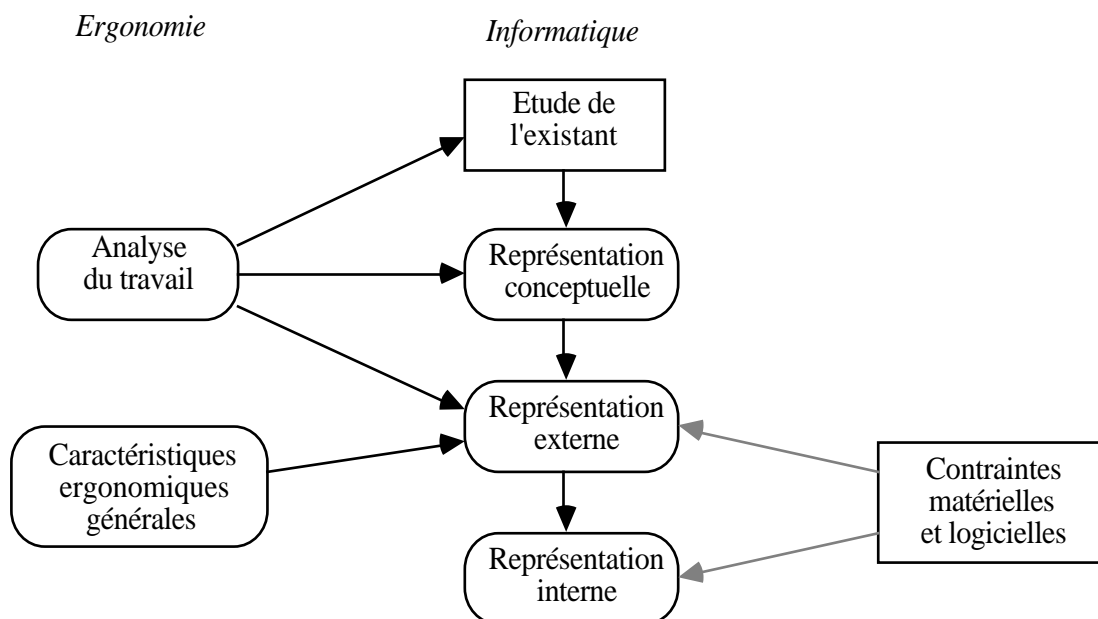 Ergonomie
Informatique
Etude de
l'existant
Analyse
du travail
Représentation
conceptuelle
Représentation
externe
Caractéristiques
ergonomiques
générales
Contraintes
matérielles
et logicielles
Représentation
interne